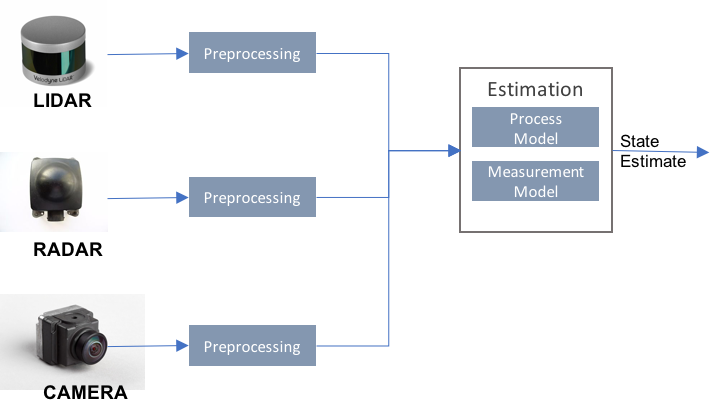 Velodyne LiDAR
LIDAR
Preprocessing
RADAR
Preprocessing
CAMERA
Preprocessing
Estimation
Process
Model
Measurement
Model
State
Estimate